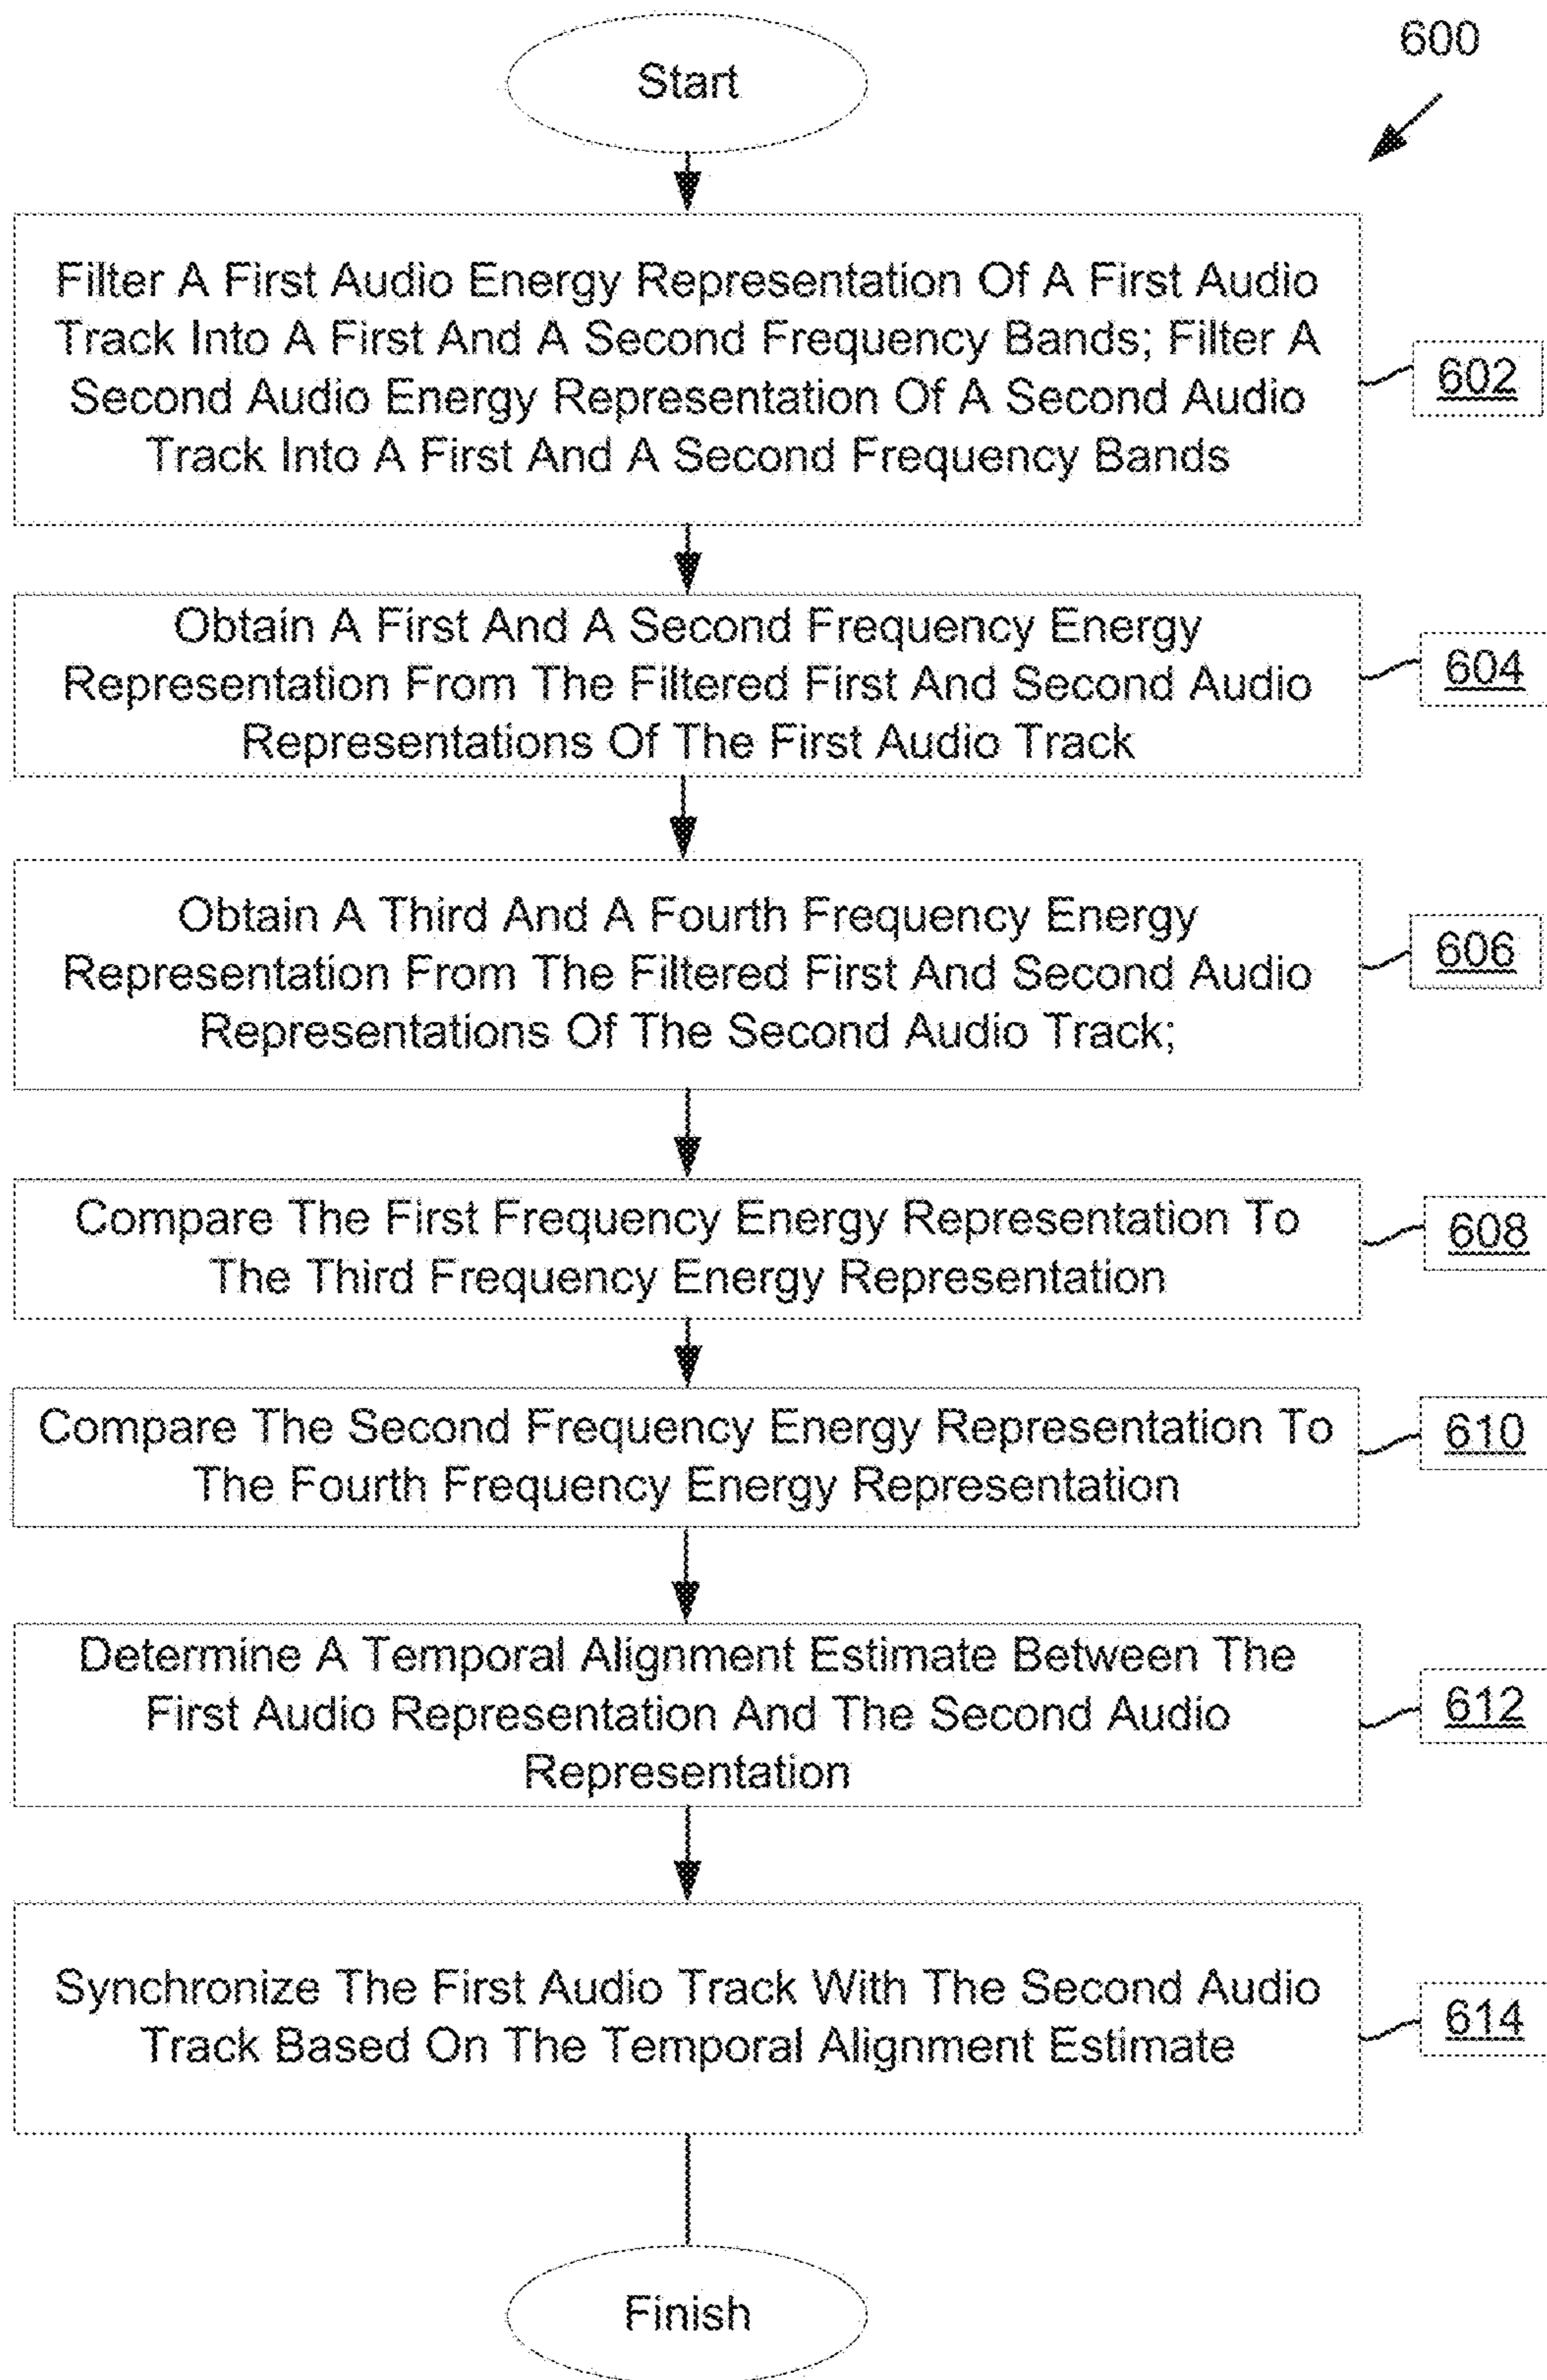 600
Start
Filter A First Audio Energy Representation Of A First Audio
Track Into A First And A Second Frequency Bands; Filter A
Second Audio Energy Representation Of A Second Audio
Track Into A First And A Second Frequency Bands
602
Obtain A First And A Second Frequency Energy
Representation From The Filtered First And Second Audio
Representations Of The First Audio Track
604
Obtain A Third And A Fourth Frequency Energy
Representation From The Filtered First And Second Audio
Representations Of The Second Audio Track;
606
Compare The First Frequency Energy Representation To
The Third Frequency Energy Representation
608
Compare The Second Frequency Energy Representation To
The Fourth Frequency Energy Representation
610
Determine A Temporal Alignment Estimate Between The
First Audio Representation And The Second Audio
Representation
612
Synchronize The First Audio Track With The Second Audio
Track Based On The Temporal Alignment Estimate
614
Finish